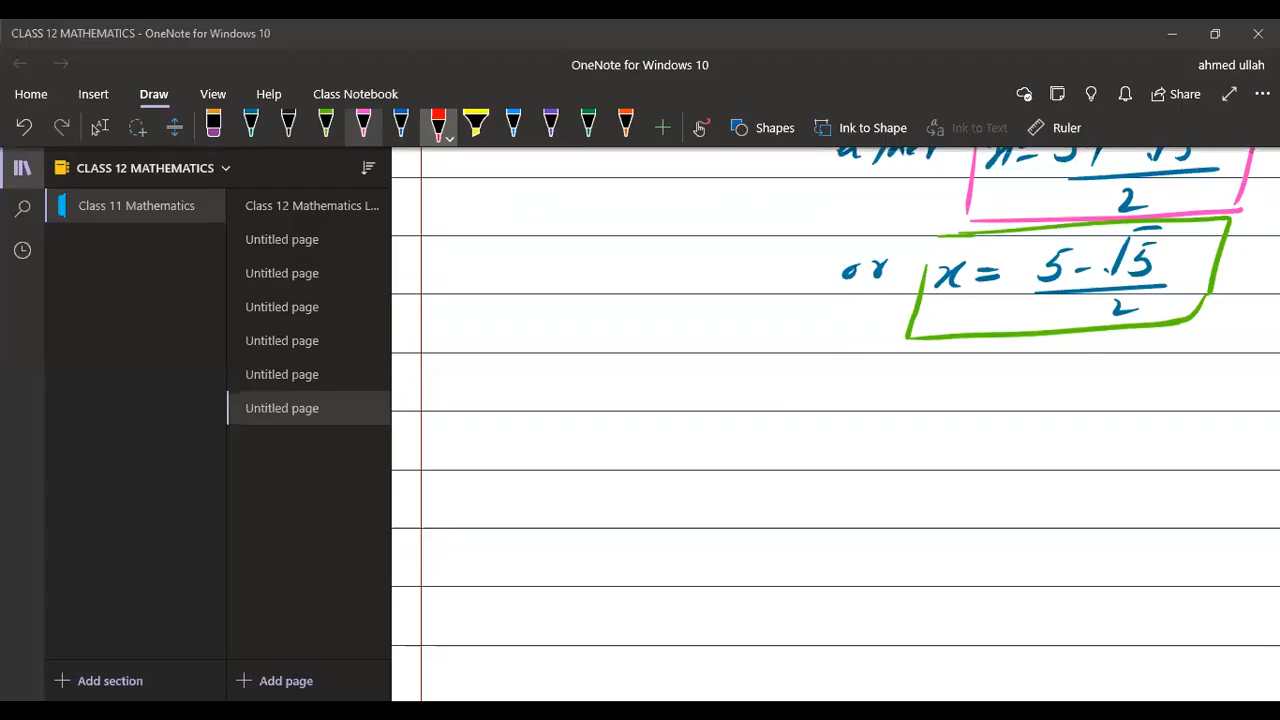 CLASS 12 MATHEMATICS - OneNote for Windows 10
OneNote for Windows 10
ahmed ullah
Home Insert Draw View Help Class Notebook
Share
Shapes Ink to Shape Ink to Text Ruler
CLASS 12 MATHEMATICS
Class 11 Mathematics
Class 12 Mathematics L...
Untitled page
Untitled page
Untitled page
Untitled page
Untitled page
Untitled page
Add section
Add page
2
or x = 5 - √5
2